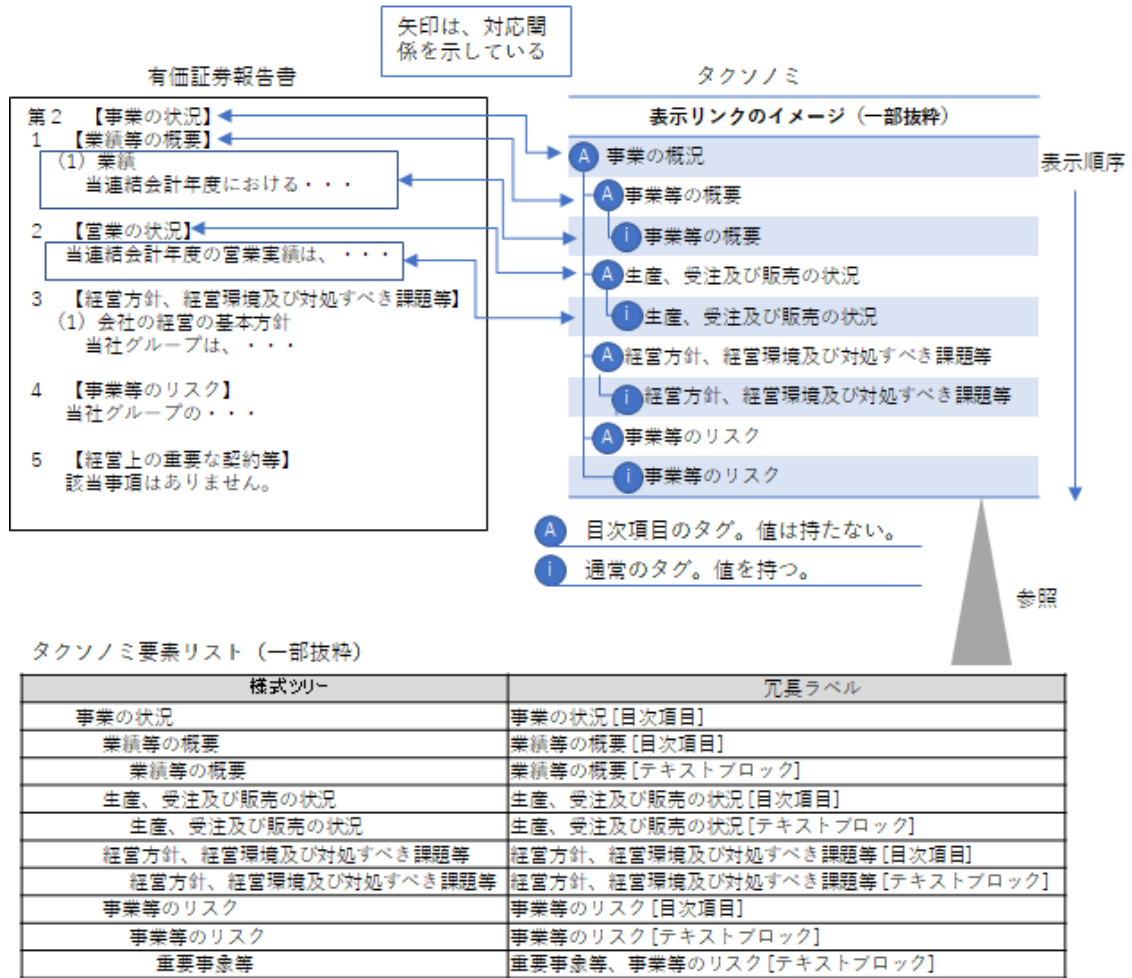 矢印は、対応関
係を示している
有価証券報告書
第2 【事業の状況】
1 【業績等の概要】
(1)業績
当連結会計年度における・・・
2 【営業の状況】
当連結会計年度の営業実績は、・・・
3 【経営方針、経営環境及び対処すべき課題等】
(1)会社の経営の基本方針
当社グループは、・・・
4 【事業等のリスク】
当社グループの・・・
5 【経営上の重要な契約等】
該当事項はありません。
タクソノミ
表示リンクのイメージ(一部抜粋)
A 事業の概況
A 事業等の概要
i 事業等の概要
A 生産、受注及び販売の状況
i 生産、受注及び販売の状況
A 経営方針、経営環境及び対処すべき課題等
i 経営方針、経営環境及び対処すべき課題等
A 事業等のリスク
i 事業等のリスク
表示順序
A 目次項目のタグ。値は持たない。
i 通常のタグ。値を持つ。
参照
タクソノミ要素リスト(一部抜粋)
様式ツリー 冗長ラベル
事業の状況 事業の状況[目次項目]
業績等の概要 業績等の概要[目次項目]
業績等の概要 業績等の概要[テキストブロック]
生産、受注及び販売の状況 生産、受注及び販売の状況[目次項目]
生産、受注及び販売の状況 生産、受注及び販売の状況[テキストブロック]
経営方針、経営環境及び対処すべき課題等 経営方針、経営環境及び対処すべき課題等[目次項目]
経営方針、経営環境及び対処すべき課題等 経営方針、経営環境及び対処すべき課題等[テキストブロック]
事業等のリスク 事業等のリスク[目次項目]
事業等のリスク 事業等のリスク[テキストブロック]
重要事象等 重要事象等、事業等のリスク[テキストブロック]